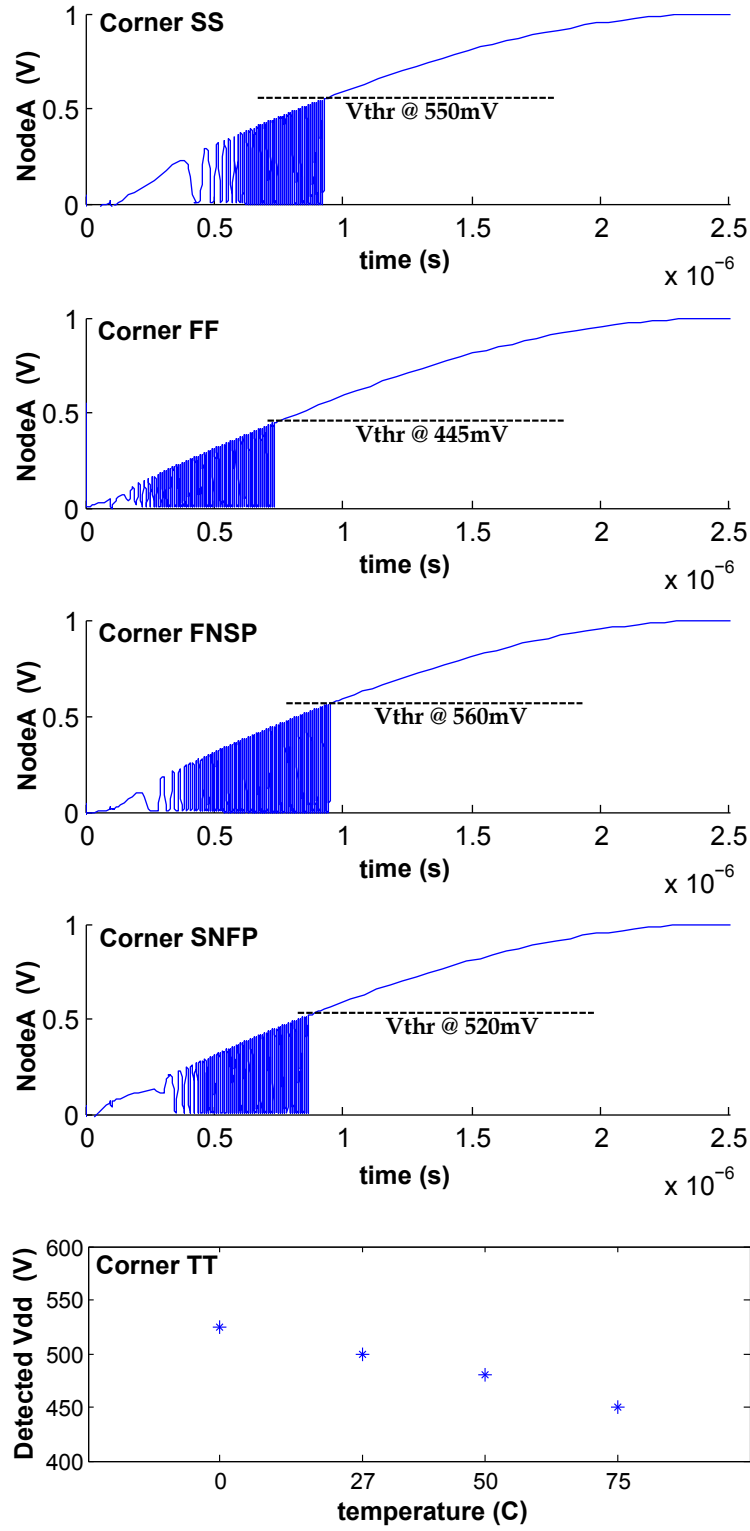 Corner SS
NodeA (V)
1
0.5
0
Vthr @ 550mV
0 0.5 1 1.5 2 2.5
time (s)
x 10⁻⁶
Corner FF
NodeA (V)
1
0.5
0
Vthr @ 445mV
0 0.5 1 1.5 2 2.5
time (s)
x 10⁻⁶
Corner FNSP
NodeA (V)
1
0.5
0
Vthr @ 560mV
0 0.5 1 1.5 2 2.5
time (s)
x 10⁻⁶
Corner SNFP
NodeA (V)
1
0.5
0
Vthr @ 520mV
0 0.5 1 1.5 2 2.5
time (s)
x 10⁻⁶
Corner TT
Detected Vdd (V)
600
550
500
450
400
0 27 50 75
temperature (C)